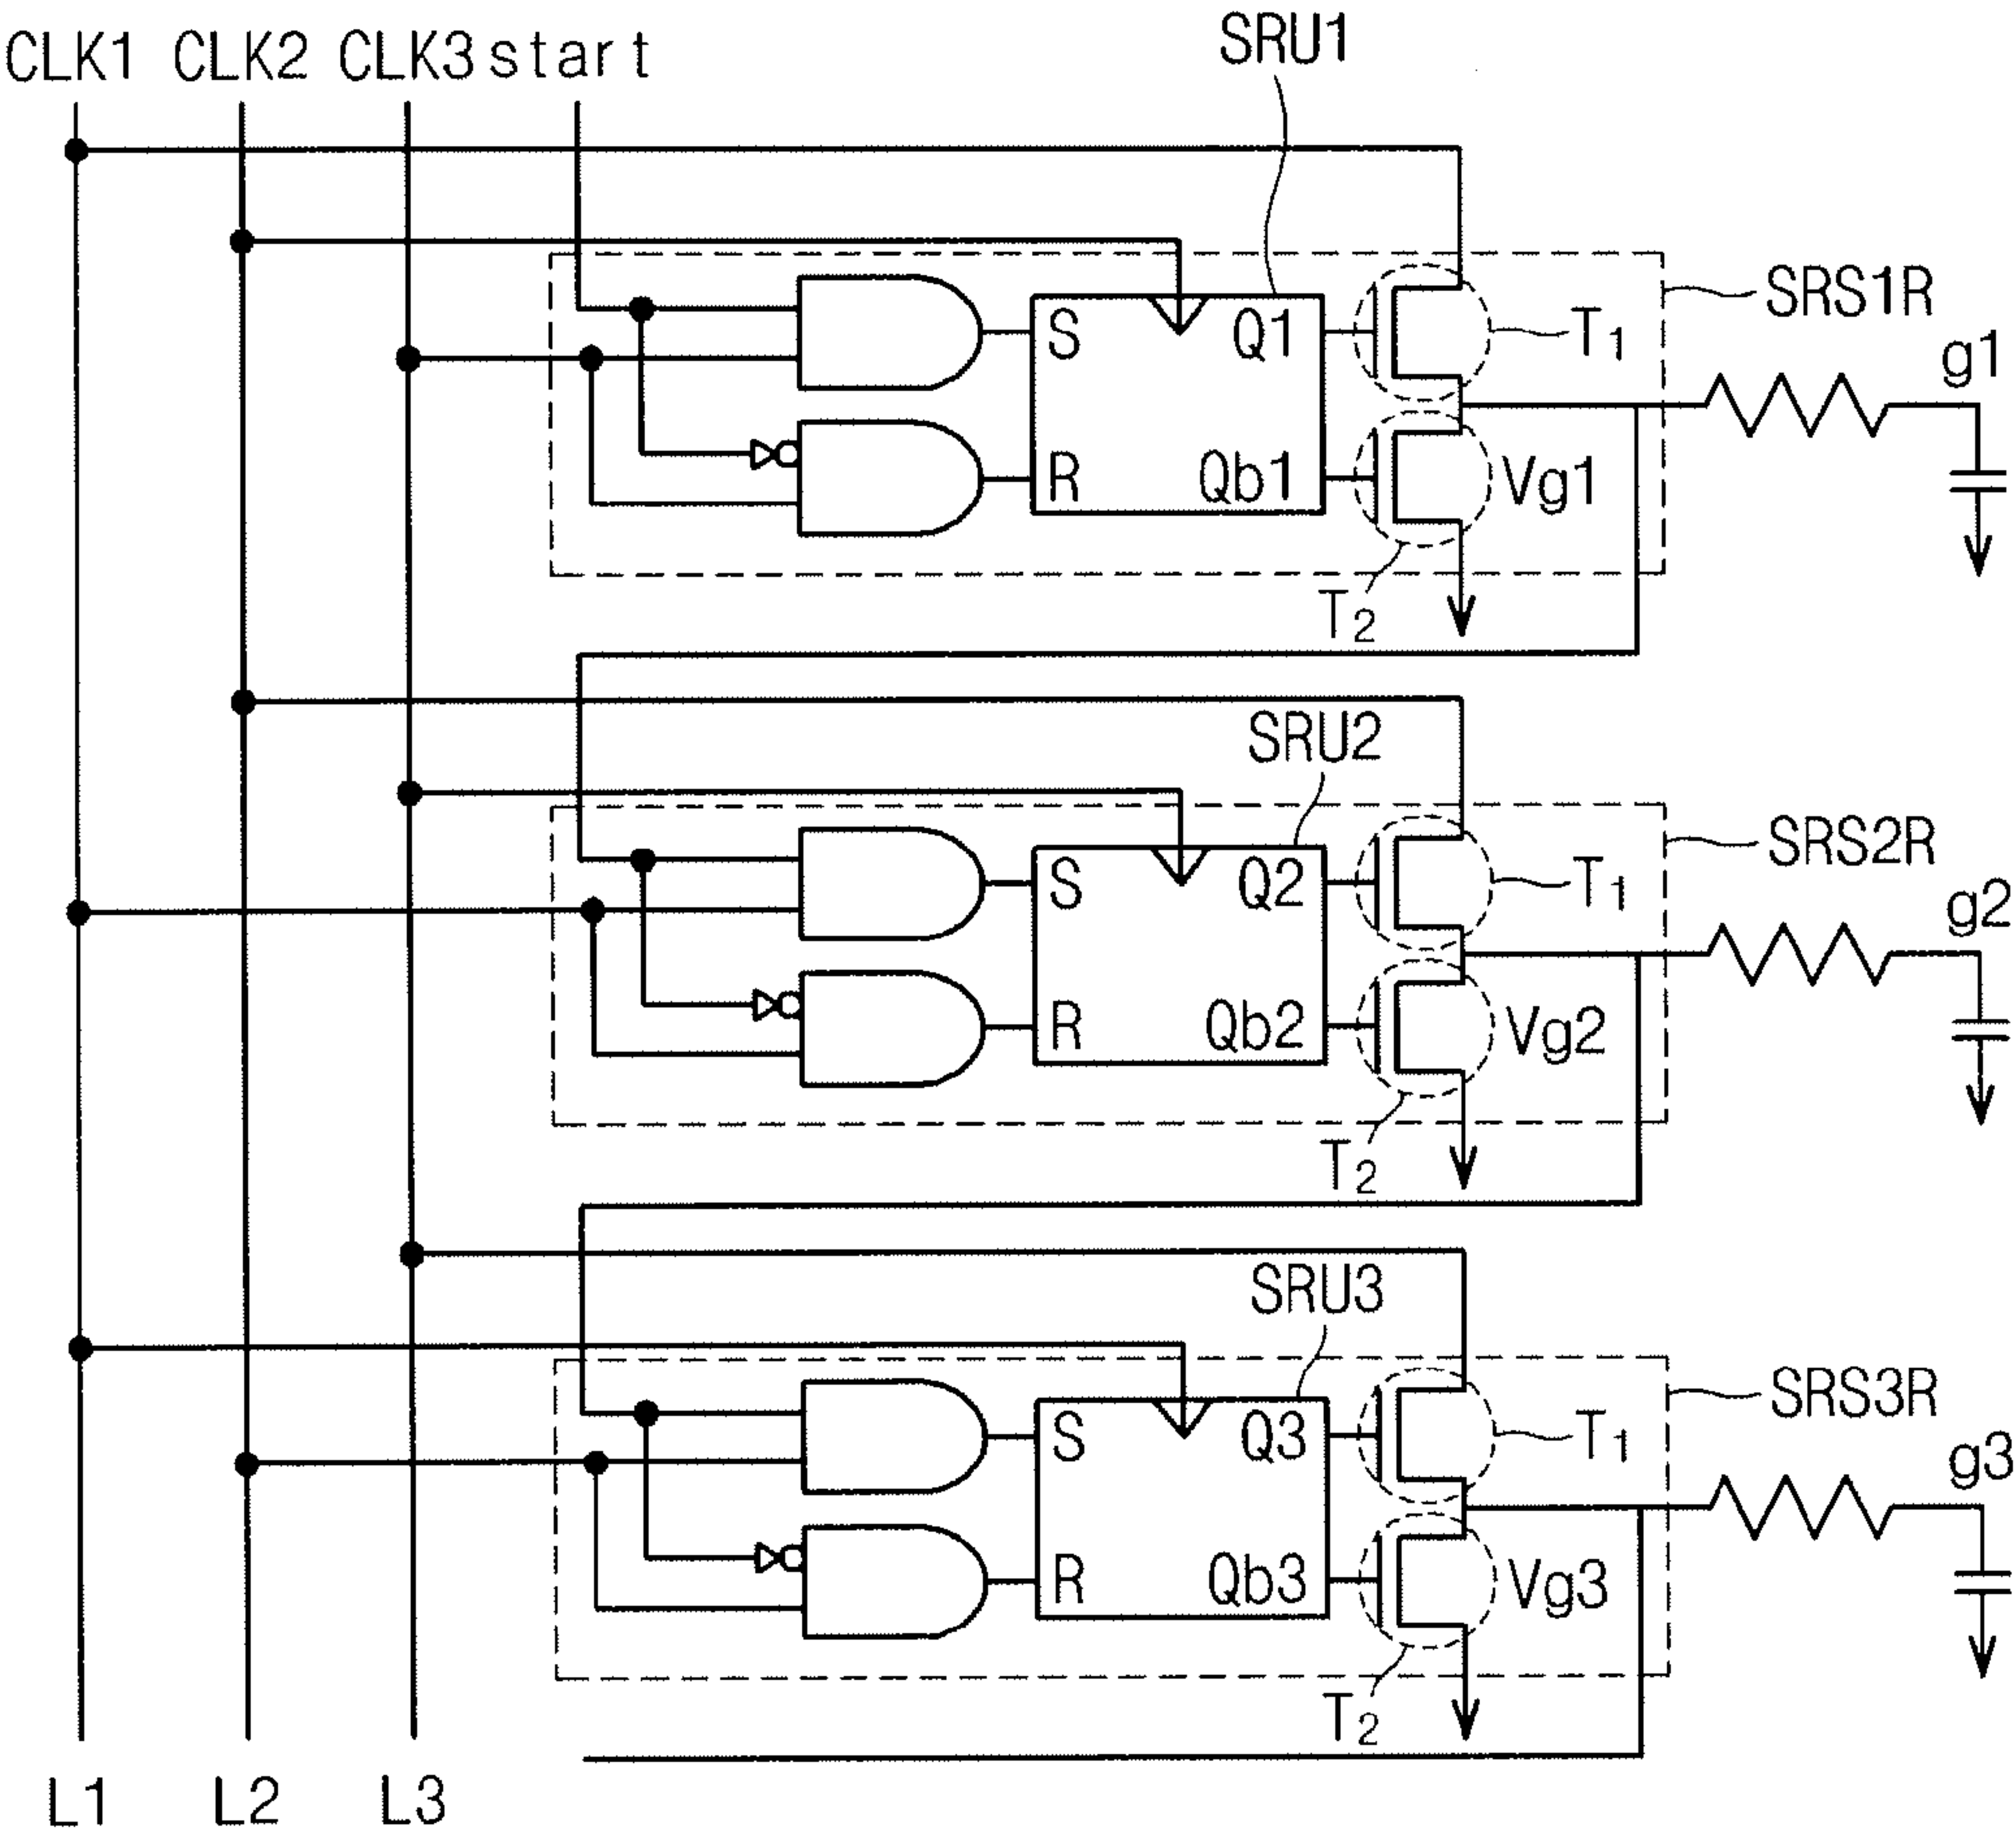 CLK1 CLK2 CLK3 start
SRU1
SRS1R
S Q1
T1
g1
R Qb1
Vg1
T2
SRU2
SRS2R
S Q2
T1
g2
R Qb2
Vg2
T2
SRU3
SRS3R
S Q3
T1
g3
R Qb3
Vg3
T2
L1 L2 L3